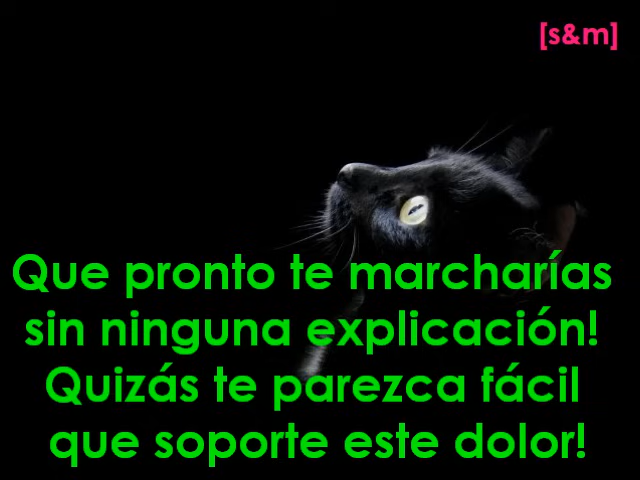 [s&m]
Que pronto te marcharías
sin ninguna explicación!
Quizás te parezca fácil
que soporte este dolor!